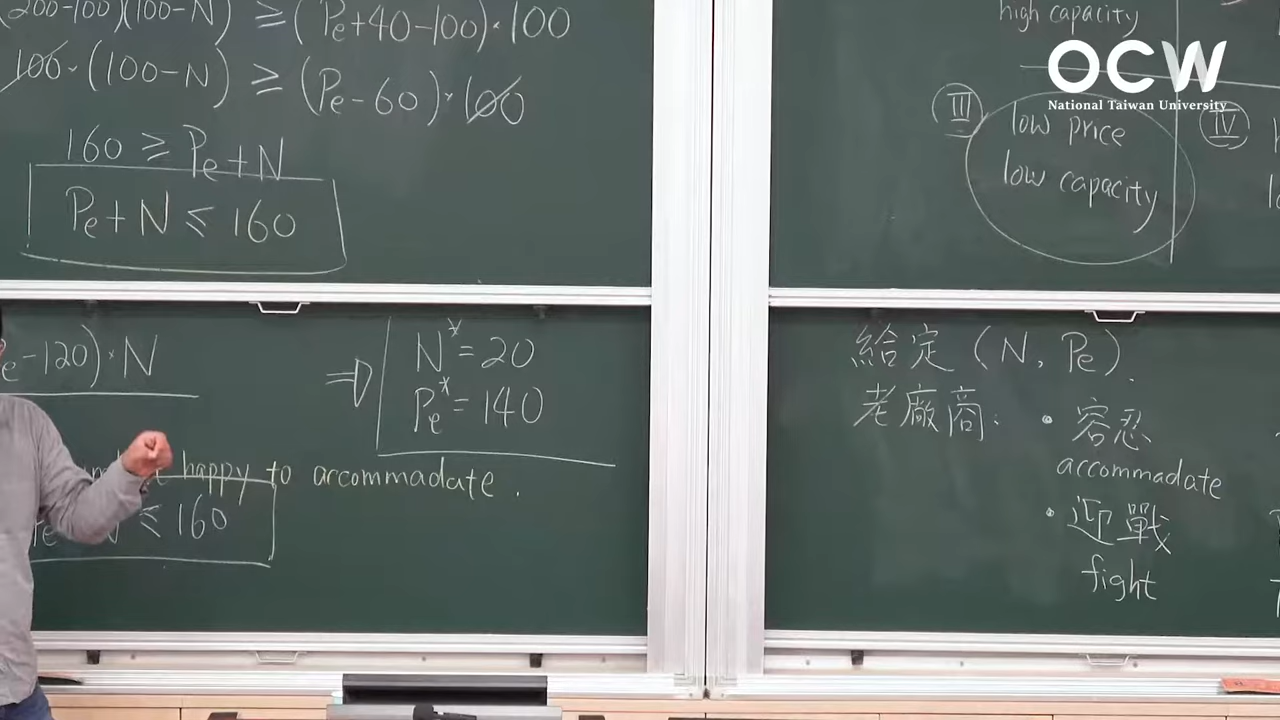 (200-100)(100-N) ≥ (Pe+40-100)·100
100·(100-N) ≥ (Pe-60)·100
160 ≥ Pe+N
Pe+N ≤ 160
e-120)·N
⇒ N*=20
Pe*=140
happy to accommadate.
≤ 160
high capacity
OCW
National Taiwan University
III
low price
low capacity
IV
給定 (N, Pe).
老廠商: • 容忍
accommadate
• 迎戰
fight